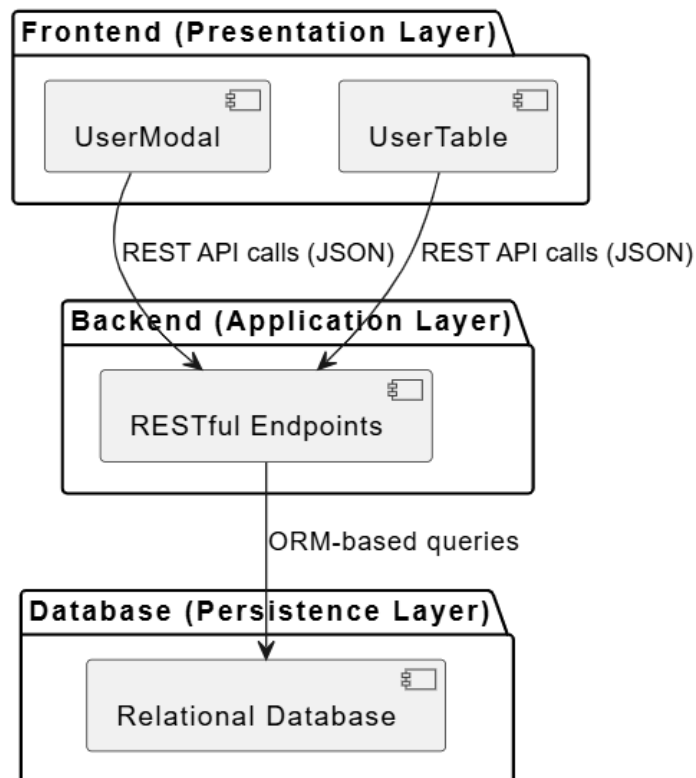 Frontend (Presentation Layer)
UserModal
UserTable
REST API calls (JSON)
REST API calls (JSON)
Backend (Application Layer)
RESTful Endpoints
ORM-based queries
Database (Persistence Layer)
Relational Database